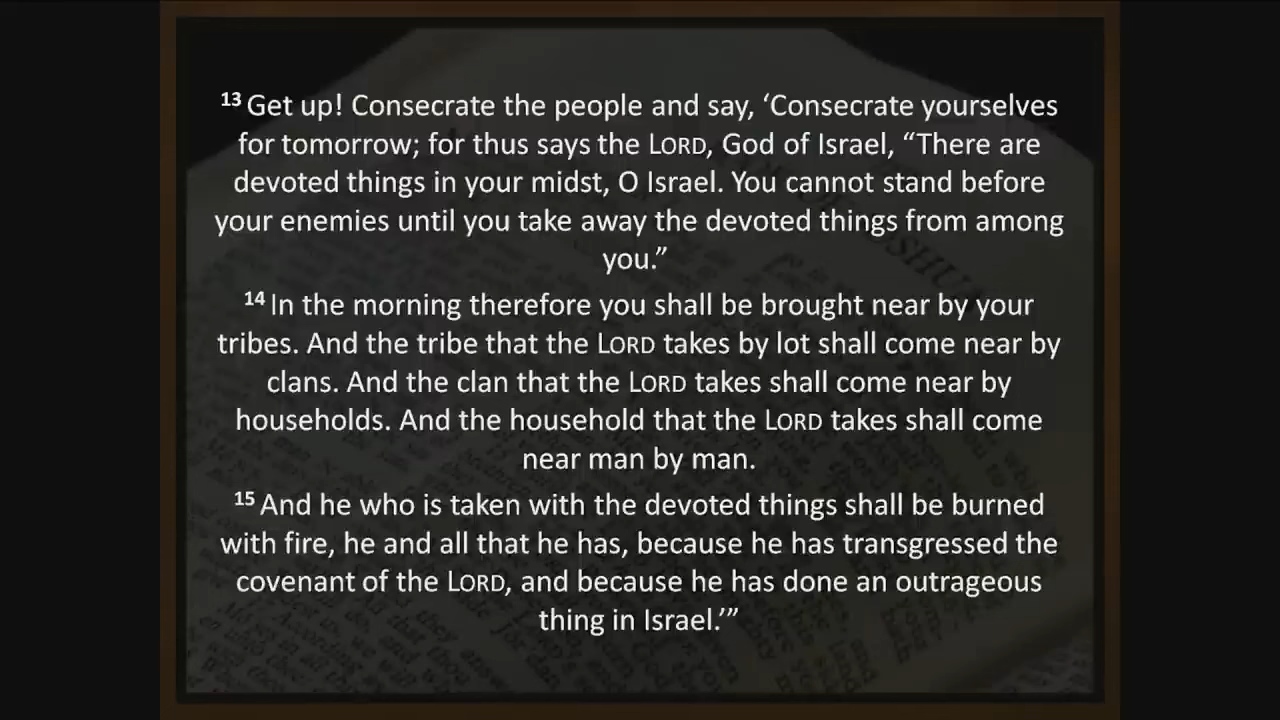 13 Get up! Consecrate the people and say, ‘Consecrate yourselves
for tomorrow; for thus says the LORD, God of Israel, “There are
devoted things in your midst, O Israel. You cannot stand before
your enemies until you take away the devoted things from among
you.”
14 In the morning therefore you shall be brought near by your
tribes. And the tribe that the LORD takes by lot shall come near by
clans. And the clan that the LORD takes shall come near by
households. And the household that the LORD takes shall come
near man by man.
15 And he who is taken with the devoted things shall be burned
with fire, he and all that he has, because he has transgressed the
covenant of the LORD, and because he has done an outrageous
thing in Israel.’”